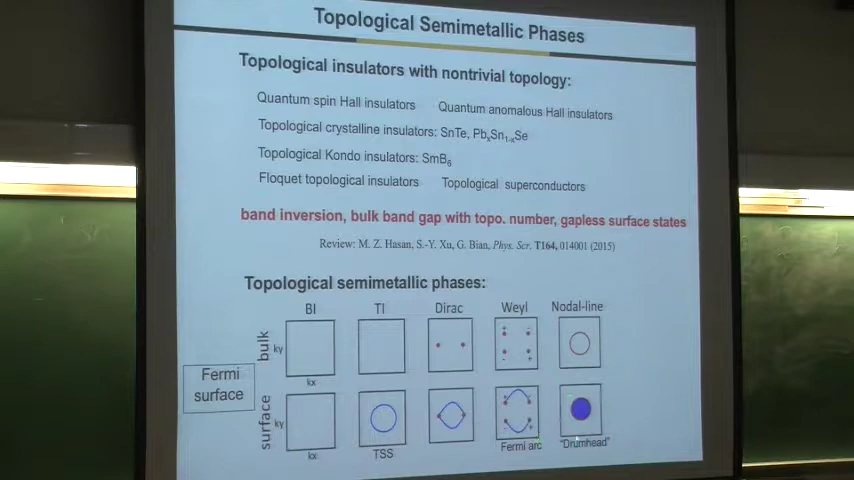 Topological Semimetallic Phases
Topological insulators with nontrivial topology:
Quantum spin Hall insulators Quantum anomalous Hall insulators
Topological crystalline insulators: SnTe, PbxSn1-xSe
Topological Kondo insulators: SmB6
Floquet topological insulators Topological superconductors
band inversion, bulk band gap with topo. number, gapless surface states
Review: M. Z. Hasan, S.-Y. Xu, G. Bian, Phys. Scr. T164, 014001 (2015)
Topological semimetallic phases:
BI TI Dirac Weyl Nodal-line
bulk
ky
+ -
- +
kx
Fermi
surface
surface
ky
+ -
- +
kx
TSS
Fermi arc
"Drumhead"